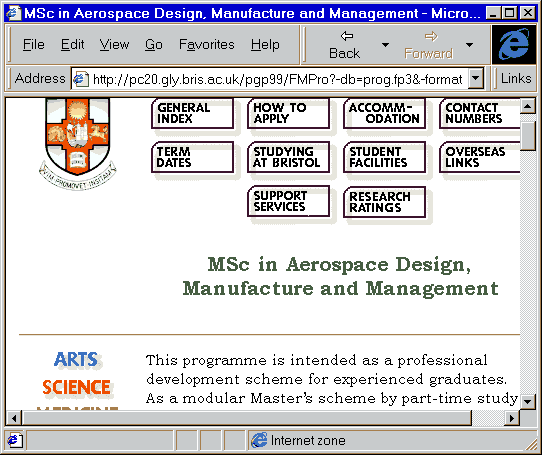 MSc in Aerospace Design, Manufacture and Management - Micro...
File Edit View Go Favorites Help Back Forward
Address http://pc20.gly.bris.ac.uk/pgp99/FMPro?-db=prog.fp3&-format Links
GENERAL INDEX
HOW TO APPLY
ACCOMM-ODATION
CONTACT NUMBERS
TERM DATES
STUDYING AT BRISTOL
STUDENT FACILITIES
OVERSEAS LINKS
SUPPORT SERVICES
RESEARCH RATINGS
VIM PROMOVET INSITAM
MSc in Aerospace Design,
Manufacture and Management
ARTS
SCIENCE
MEDICINE
This programme is intended as a professional
development scheme for experienced graduates.
As a modular Master's scheme by part-time study
Internet zone